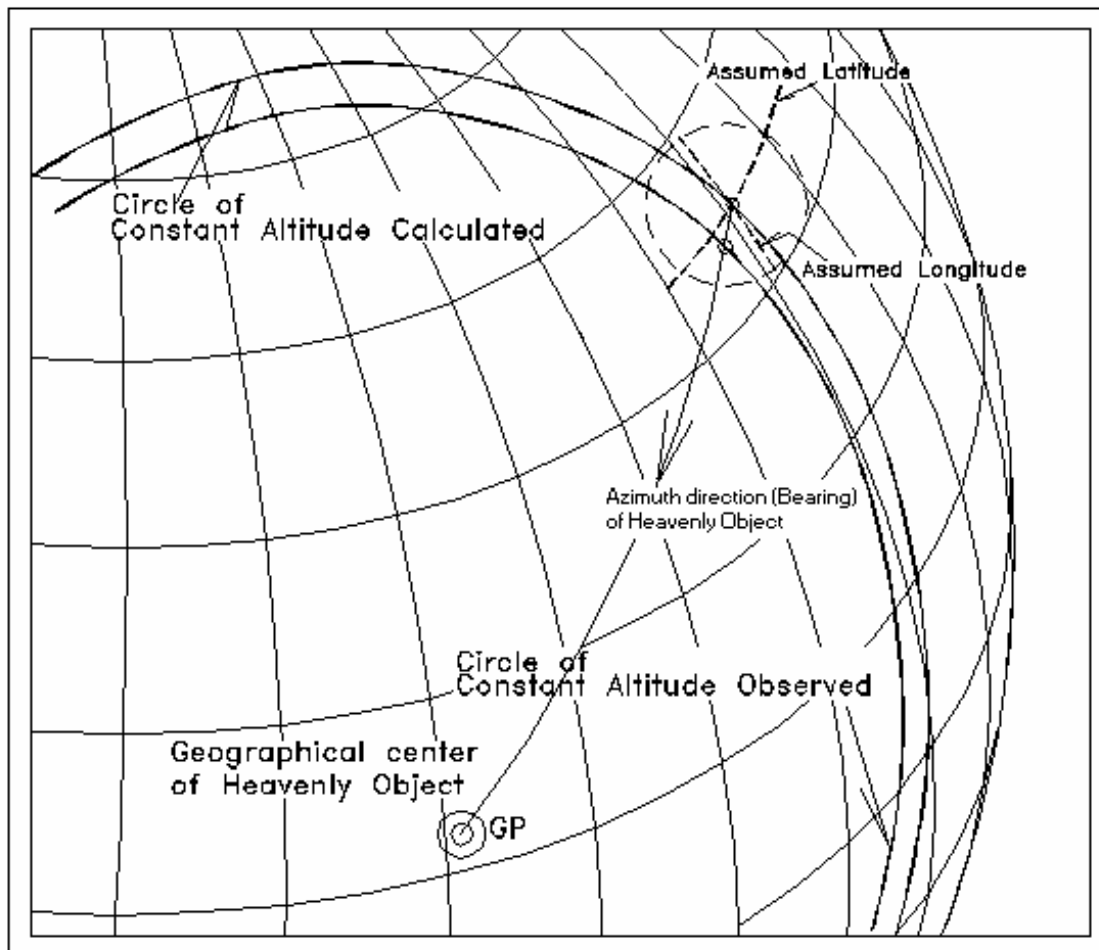 Assumed Latitude
Circle of
Constant Altitude Calculated
Assumed Longitude
Azimuth direction (Bearing)
of Heavenly Object
Circle of
Constant Altitude Observed
Geographical center
of Heavenly Object
GP